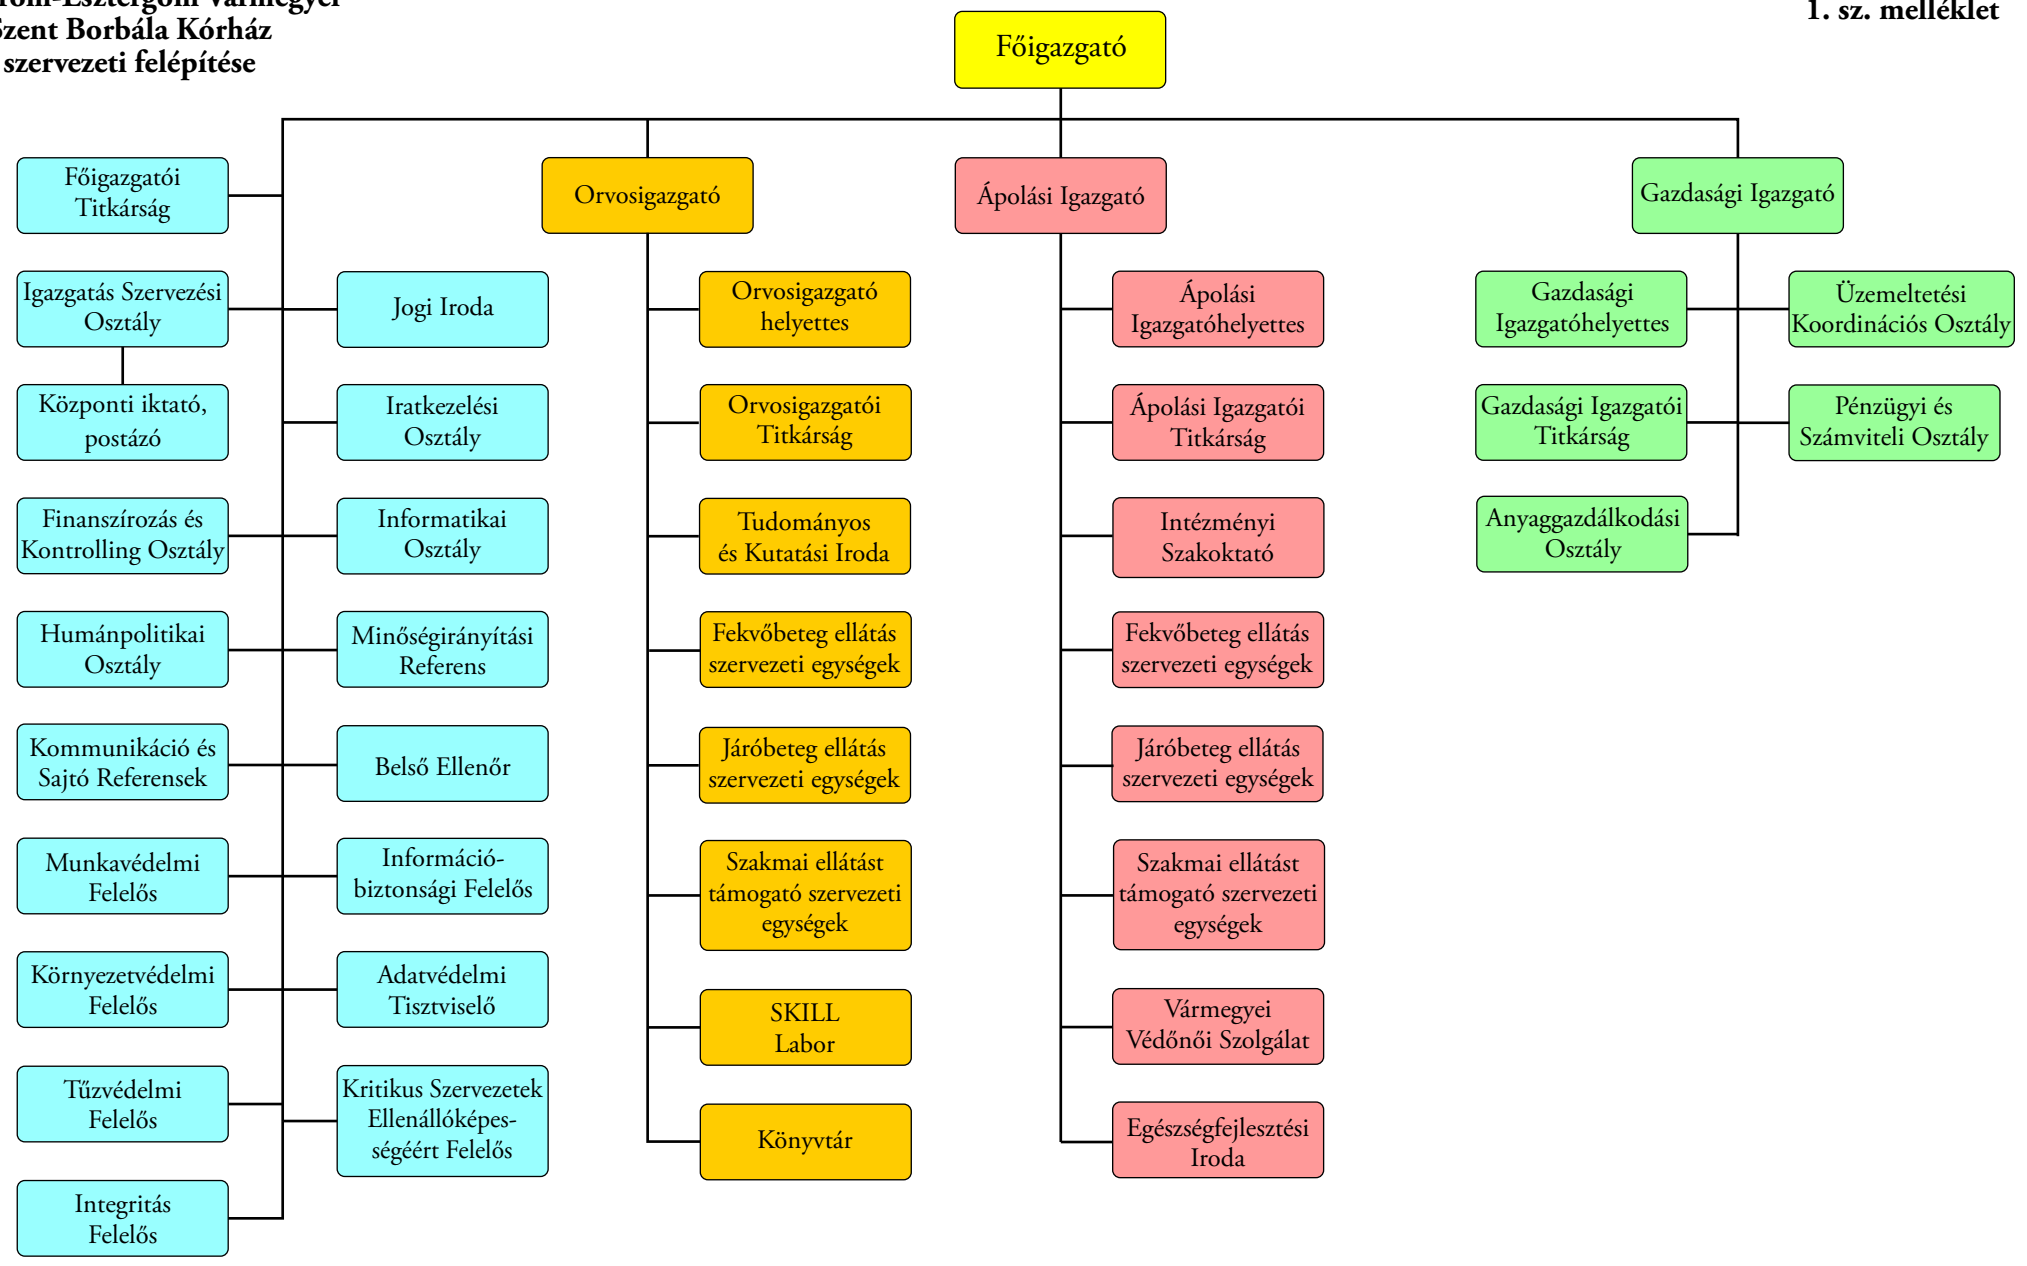 szervezeti felépítése
Borbála Kórház
1. sz. melléklet
Főigazgató
Főigazgatói
Titkárság
Orvosigazgató
Ápolási Igazgató
Gazdasági Igazgató
Igazgatás Szervezési
Osztály
Jogi Iroda
Orvosigazgató
helyettes
Ápolási
Igazgatóhelyettes
Gazdasági
Igazgatóhelyettes
Üzemeltetési
Koordinációs Osztály
Központi iktató,
postázó
Iratkezelési
Osztály
Orvosigazgatói
Titkárság
Ápolási Igazgatói
Titkárság
Gazdasági Igazgatói
Titkárság
Pénzügyi és
Számviteli Osztály
Finanszírozás és
Kontrolling Osztály
Informatikai
Osztály
Tudományos
és Kutatási Iroda
Intézményi
Szakoktató
Anyaggazdálkodási
Osztály
Humánpolitikai
Osztály
Minőségirányítási
Referens
Fekvőbeteg ellátás
szervezeti egységek
Fekvőbeteg ellátás
szervezeti egységek
Kommunikáció és
Sajtó Referensek
Belső Ellenőr
Járóbeteg ellátás
szervezeti egységek
Járóbeteg ellátás
szervezeti egységek
Munkavédelmi
Felelős
Információ-
biztonsági Felelős
Szakmai ellátást
támogató szervezeti
egységek
Szakmai ellátást
támogató szervezeti
egységek
Környezetvédelmi
Felelős
Adatvédelmi
Tisztviselő
SKILL
Labor
Vármegyei
Védőnői Szolgálat
Tűzvédelmi
Felelős
Kritikus Szervezetek
Ellenállóképes-
ségéért Felelős
Könyvtár
Egészségfejlesztési
Iroda
Integritás
Felelős